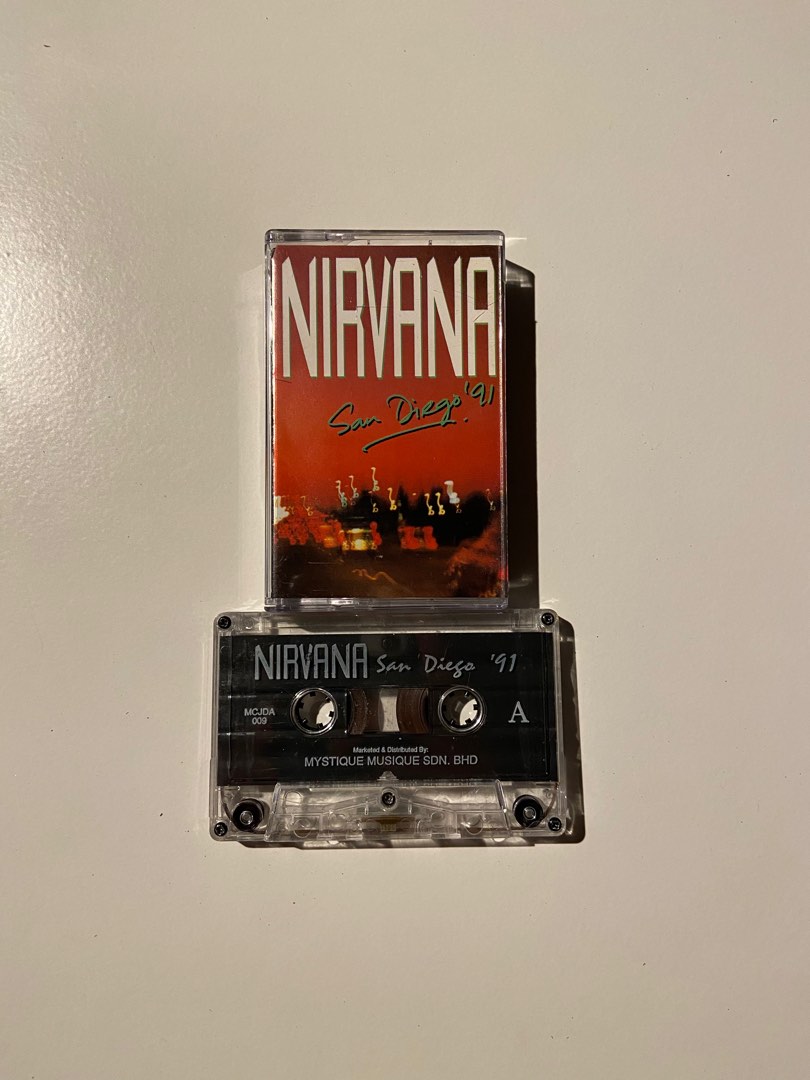 NIRVANA
San Diego '91
NIRVANA San Diego '91
MCJDA
009
A
Marketed & Distributed By:
MYSTIQUE MUSIQUE SDN. BHD